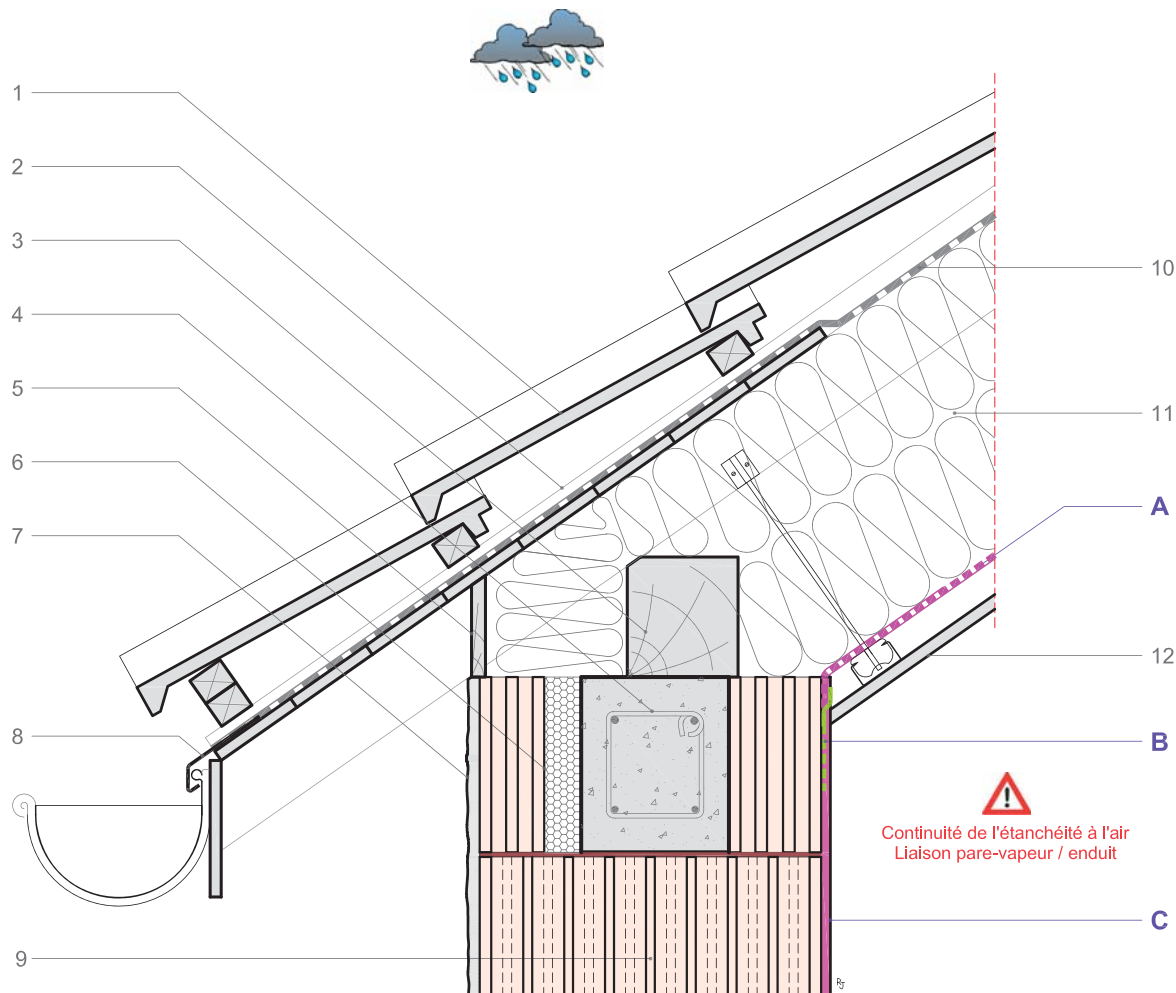 1
2
3
4
5
6
7
8
9
10
11
A
12
B
Continuité de l'étanchéité à l'air
Liaison pare-vapeur / enduit
C
RJ